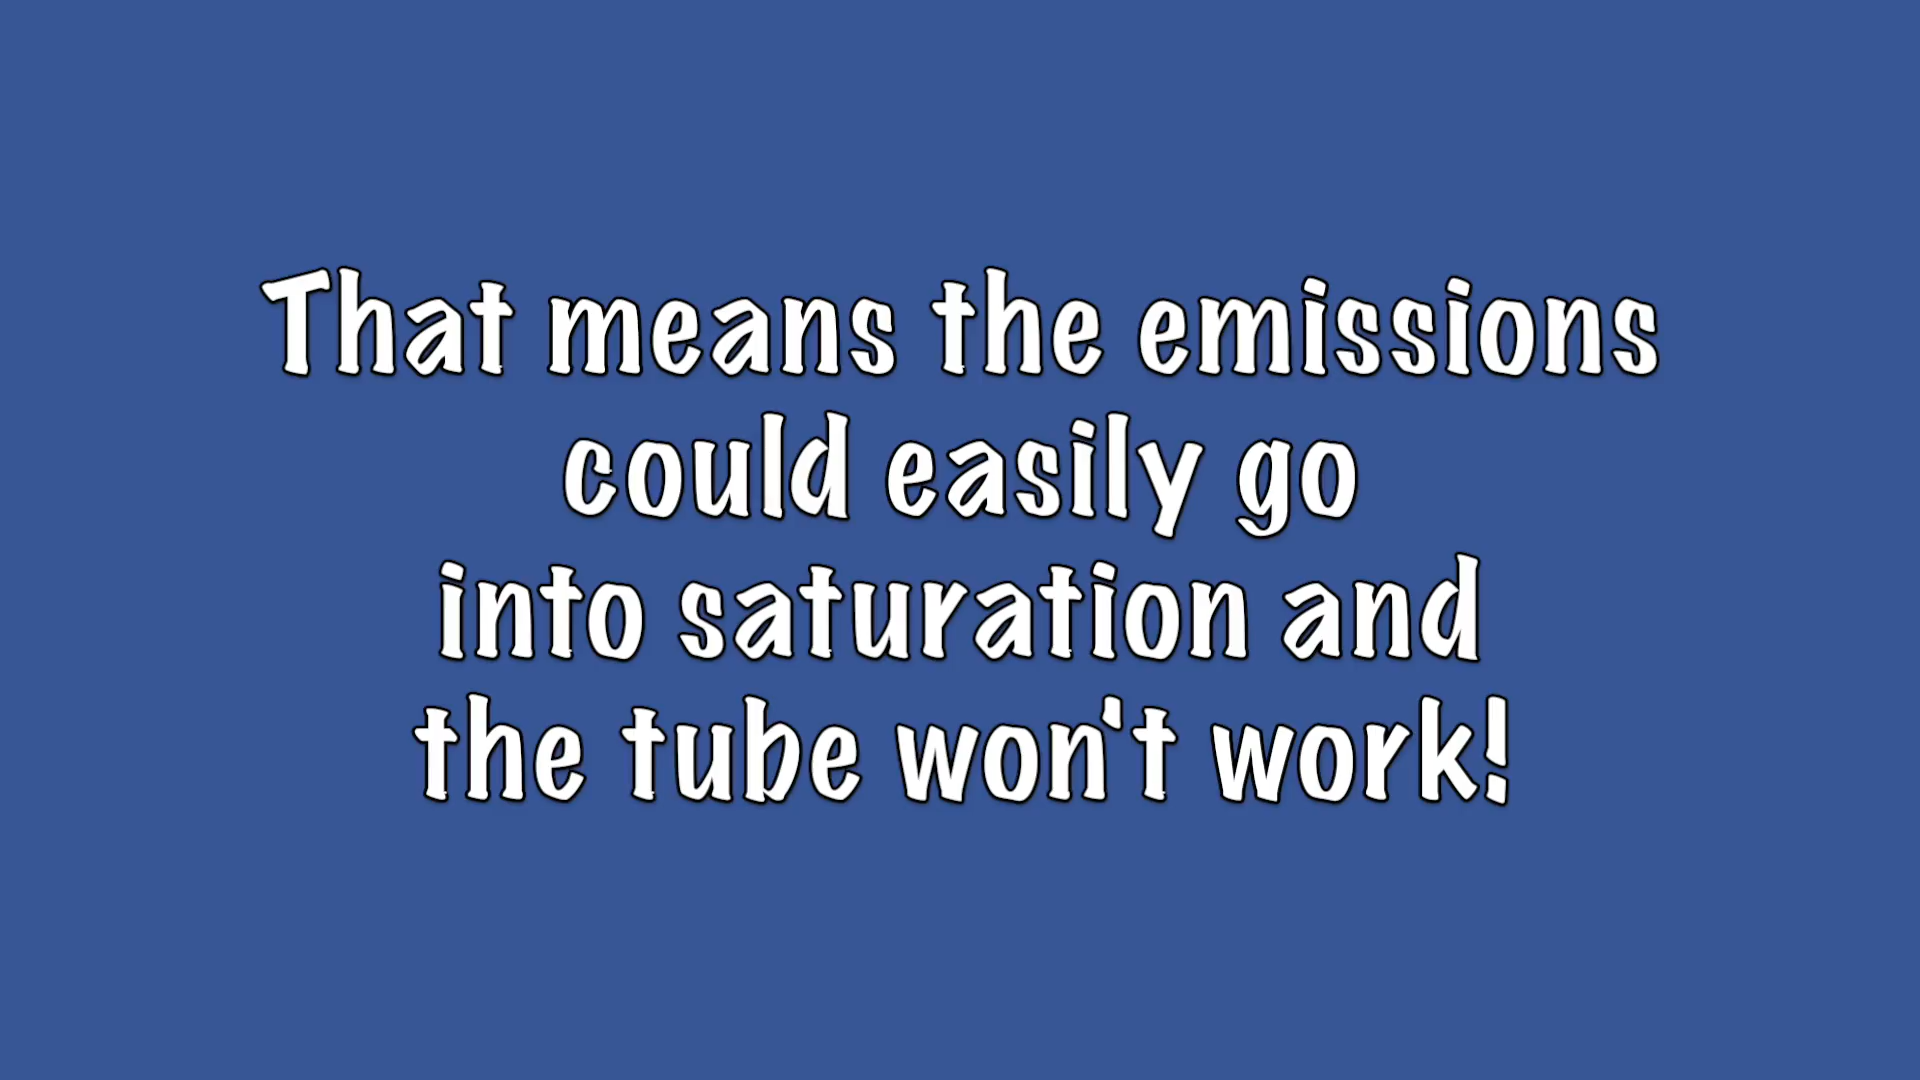 That means the emissions
could easily go
into saturation and
the tube won't work!